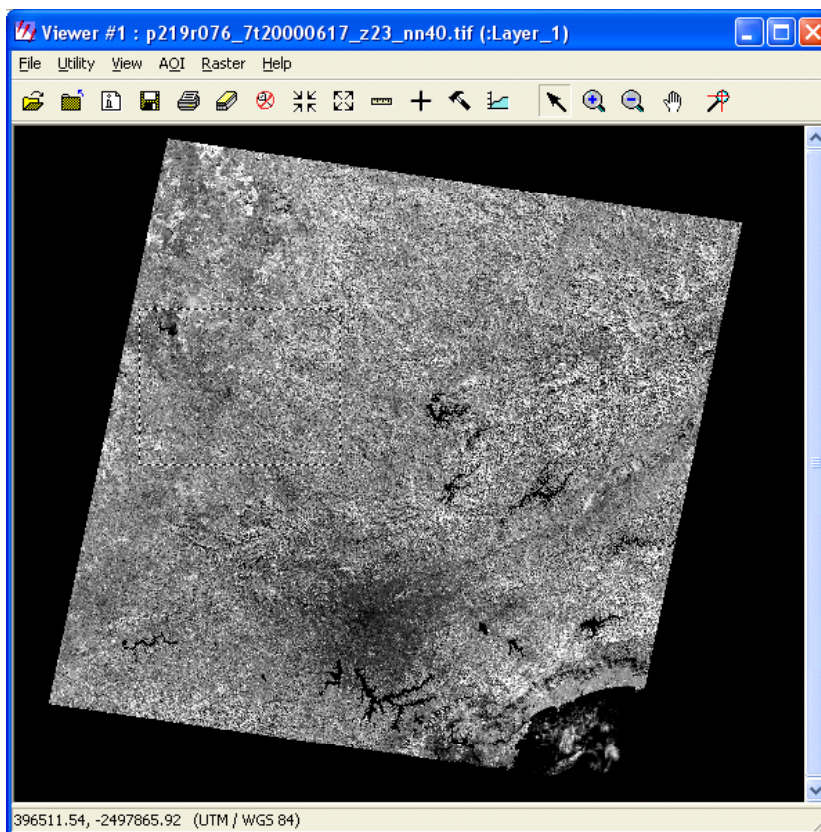 Viewer #1 : p219r076_7t20000617_z23_nn40.tif (:Layer_1)
File Utility View AOI Raster Help
396511.54, -2497865.92 (UTM / WGS 84)